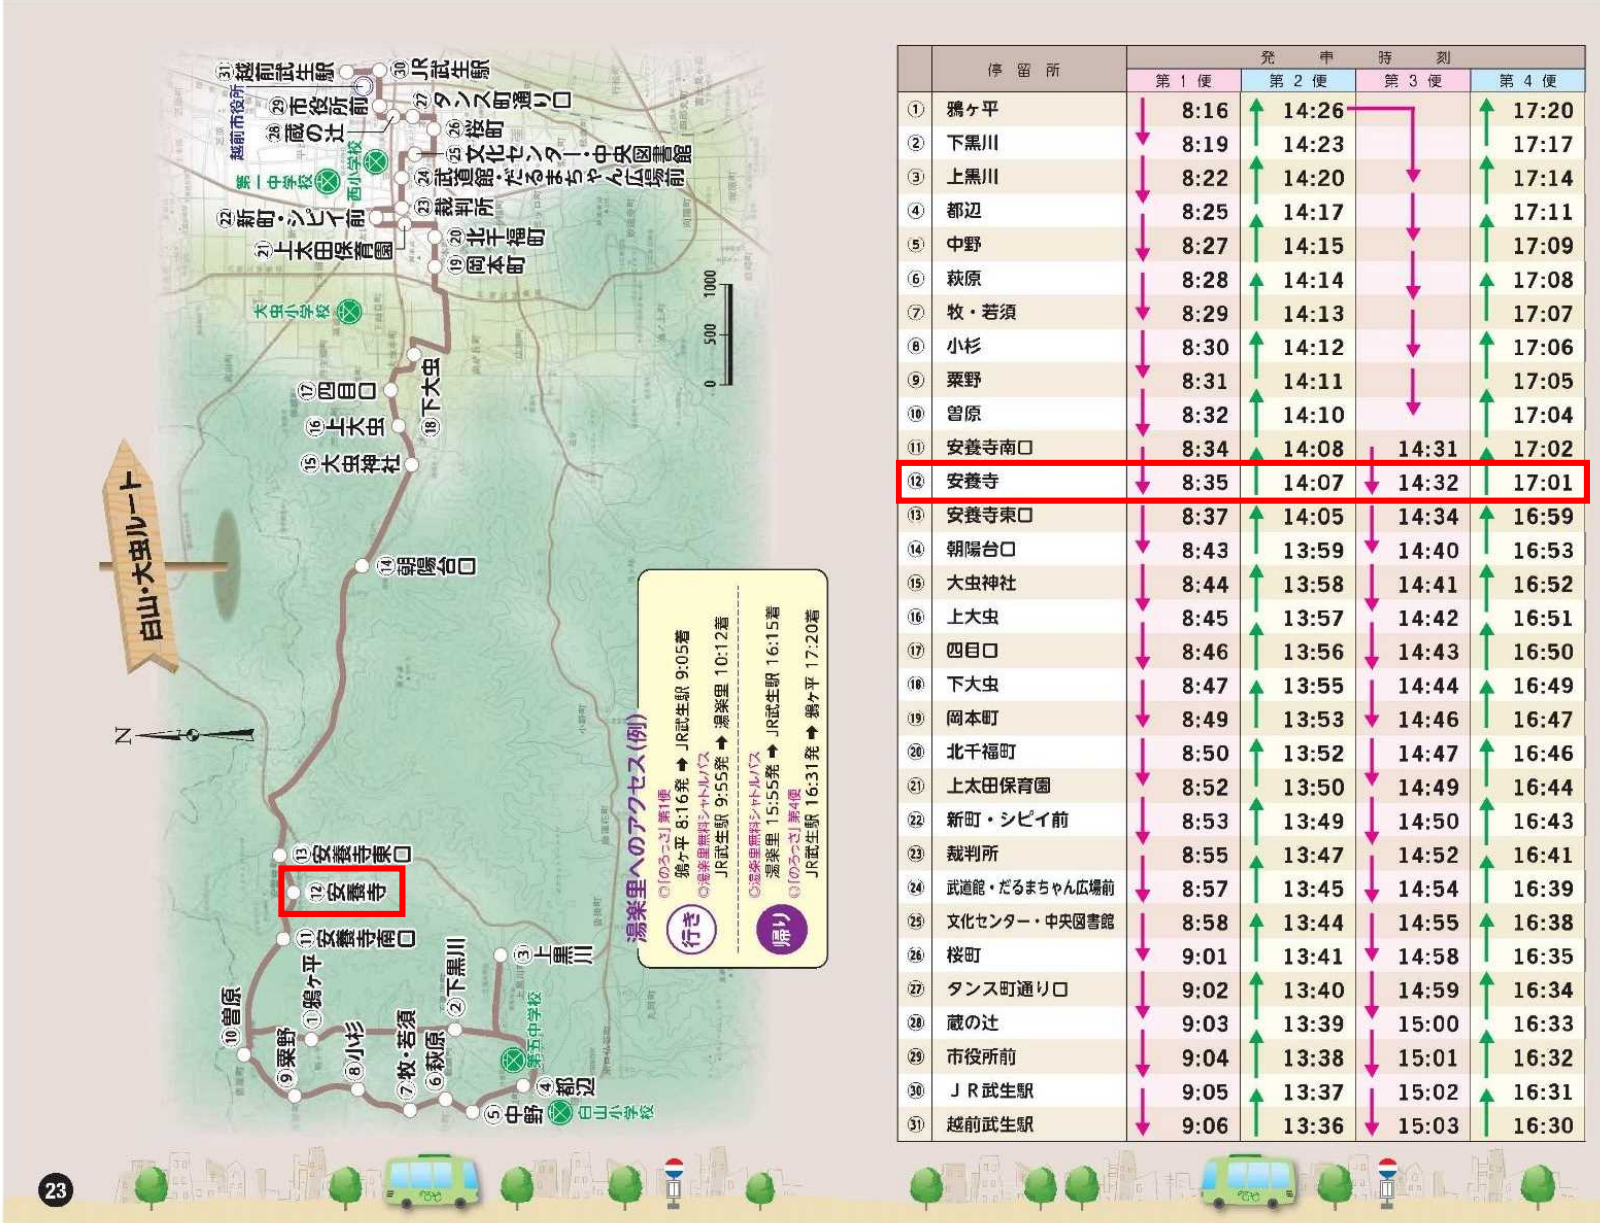 白山・大虫ルート
N
㉛越前武生駅
㉚JR武生駅
越前市役所
㉙市役所前
㉗タンス町通り口
㉘蔵の辻
㉖桜町
西小学校
㉕文化センター・中央図書館
第一中学校
㉔武道館・だるまちゃん広場前
㉒新町・シピイ前
㉓裁判所
㉑上太田保育園
⑳北千福町
⑲岡本町
大虫小学校
0 500 1000
⑱下大虫
⑰四目口
⑯上大虫
⑮大虫神社
⑭朝陽台口
⑬安養寺東口
⑫安養寺
⑪安養寺南口
⑩曽原
①鴉ヶ平
②下黒川
③上黒川
⑨粟野
⑧小杉
⑦牧・若須
⑥萩原
第五中学校
④都辺
⑤中野
白山小学校
湯楽里へのアクセス(例)
行き
◎「のろっさ」第1便
鴉ヶ平 8:16発 ➡ JR武生駅 9:05着
◎湯楽里無料シャトルバス
JR武生駅 9:55発 ➡ 湯楽里 10:12着
帰り
◎湯楽里無料シャトルバス
湯楽里 15:55発 ➡ JR武生駅 16:15着
◎「のろっさ」第4便
JR武生駅 16:31発 ➡ 鴉ヶ平 17:20着
23
停留所 発車時刻
第1便 第2便 第3便 第4便
① 鴉ヶ平 8:16 14:26 17:20
② 下黒川 8:19 14:23 17:17
③ 上黒川 8:22 14:20 17:14
④ 都辺 8:25 14:17 17:11
⑤ 中野 8:27 14:15 17:09
⑥ 萩原 8:28 14:14 17:08
⑦ 牧・若須 8:29 14:13 17:07
⑧ 小杉 8:30 14:12 17:06
⑨ 粟野 8:31 14:11 17:05
⑩ 曽原 8:32 14:10 17:04
⑪ 安養寺南口 8:34 14:08 14:31 17:02
⑫ 安養寺 8:35 14:07 14:32 17:01
⑬ 安養寺東口 8:37 14:05 14:34 16:59
⑭ 朝陽台口 8:43 13:59 14:40 16:53
⑮ 大虫神社 8:44 13:58 14:41 16:52
⑯ 上大虫 8:45 13:57 14:42 16:51
⑰ 四目口 8:46 13:56 14:43 16:50
⑱ 下大虫 8:47 13:55 14:44 16:49
⑲ 岡本町 8:49 13:53 14:46 16:47
⑳ 北千福町 8:50 13:52 14:47 16:46
㉑ 上太田保育園 8:52 13:50 14:49 16:44
㉒ 新町・シピイ前 8:53 13:49 14:50 16:43
㉓ 裁判所 8:55 13:47 14:52 16:41
㉔ 武道館・だるまちゃん広場前 8:57 13:45 14:54 16:39
㉕ 文化センター・中央図書館 8:58 13:44 14:55 16:38
㉖ 桜町 9:01 13:41 14:58 16:35
㉗ タンス町通り口 9:02 13:40 14:59 16:34
㉘ 蔵の辻 9:03 13:39 15:00 16:33
㉙ 市役所前 9:04 13:38 15:01 16:32
㉚ JR武生駅 9:05 13:37 15:02 16:31
㉛ 越前武生駅 9:06 13:36 15:03 16:30